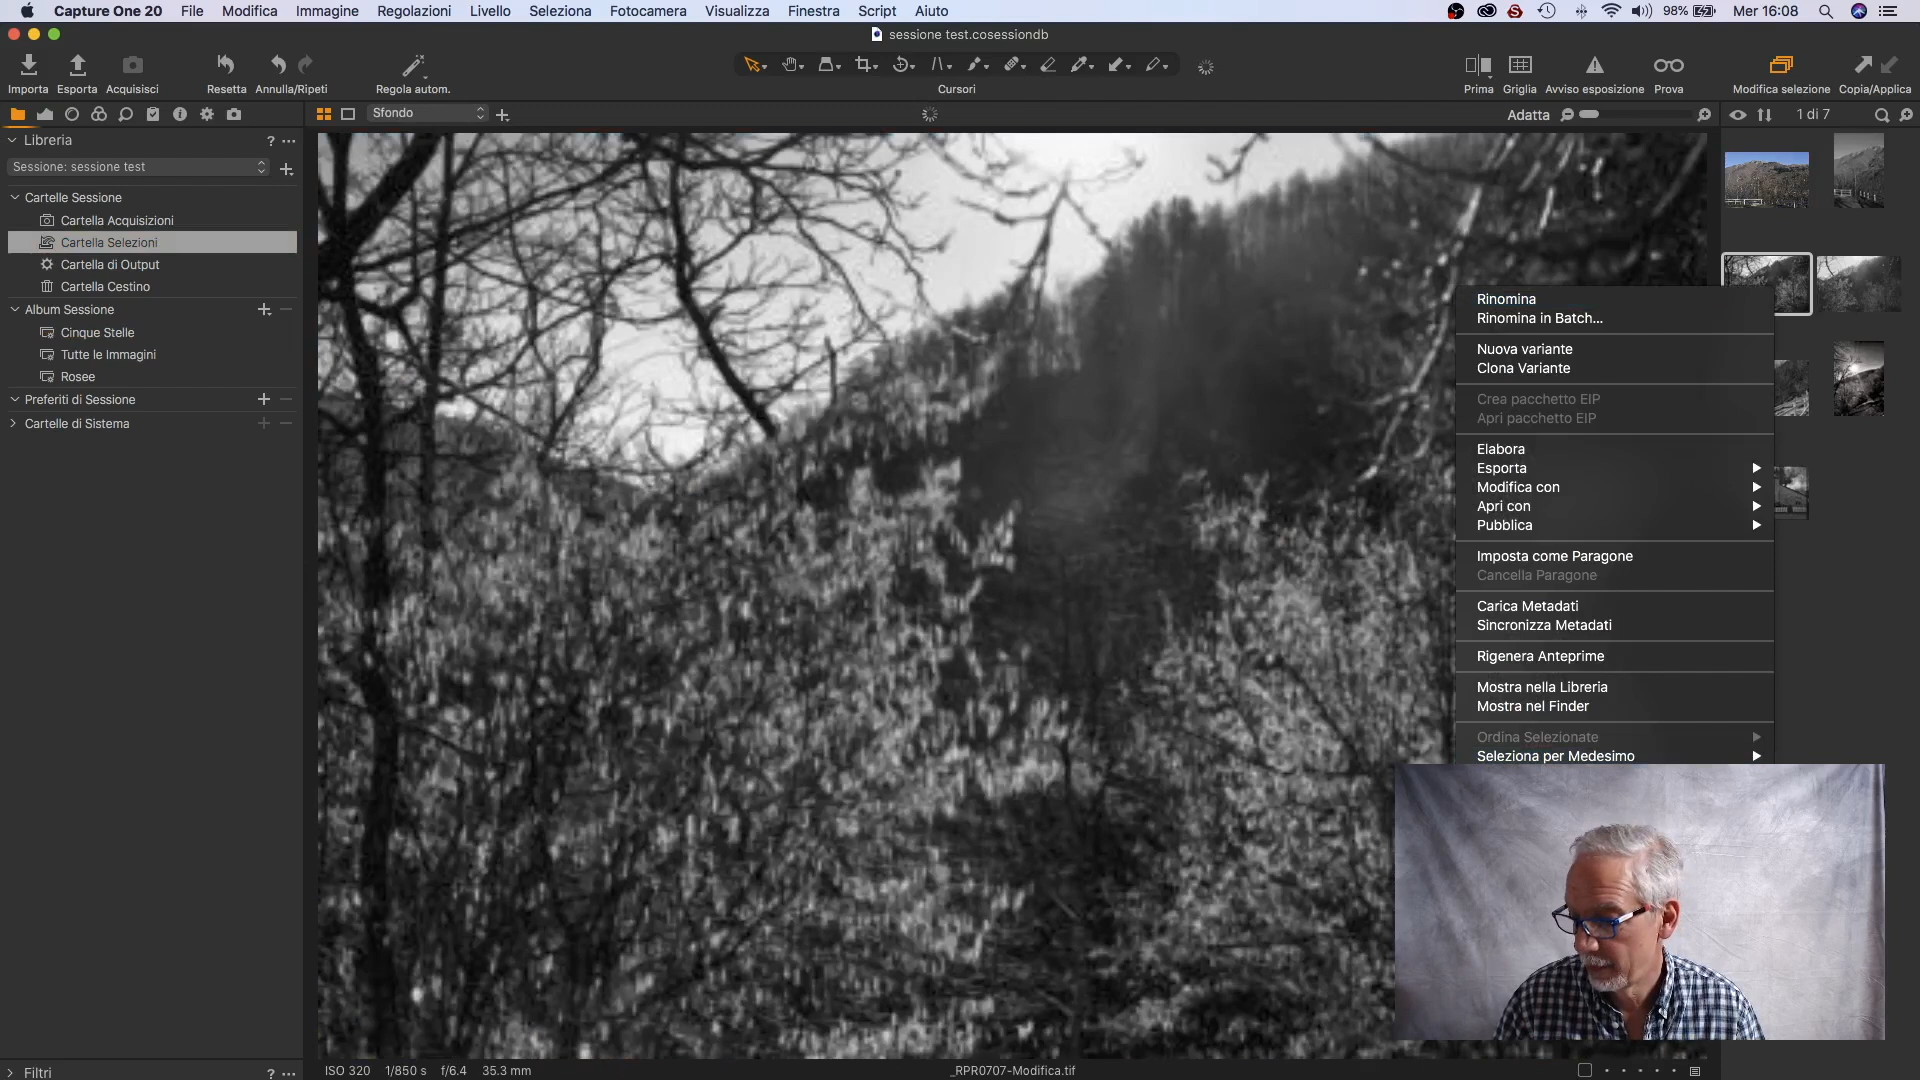 Capture One 20 File Modifica Immagine Regolazioni Livello Seleziona Fotocamera Visualizza Finestra Script Aiuto 98% Mer 16:08
sessione test.cosessiondb
Importa Esporta Acquisisci Resetta Annulla/Ripeti Regola autom. Cursori Prima Griglia Avviso esposizione Prova Modifica selezione Copia/Applica
Sfondo Adatta 1 di 7
Libreria ? ...
Sessione: sessione test
Cartelle Sessione
Cartella Acquisizioni
Cartella Selezioni
Cartella di Output
Cartella Cestino
Album Sessione
Cinque Stelle
Tutte le Immagini
Rosee
Preferiti di Sessione
Cartelle di Sistema
Rinomina
Rinomina in Batch...
Nuova variante
Clona Variante
Crea pacchetto EIP
Apri pacchetto EIP
Elabora
Esporta
Modifica con
Apri con
Pubblica
Imposta come Paragone
Cancella Paragone
Carica Metadati
Sincronizza Metadati
Rigenera Anteprime
Mostra nella Libreria
Mostra nel Finder
Ordina Selezionate
Seleziona per Medesimo
Filtri ? ...
ISO 320 1/850 s f/6.4 35.3 mm _RPR0707-Modifica.tif